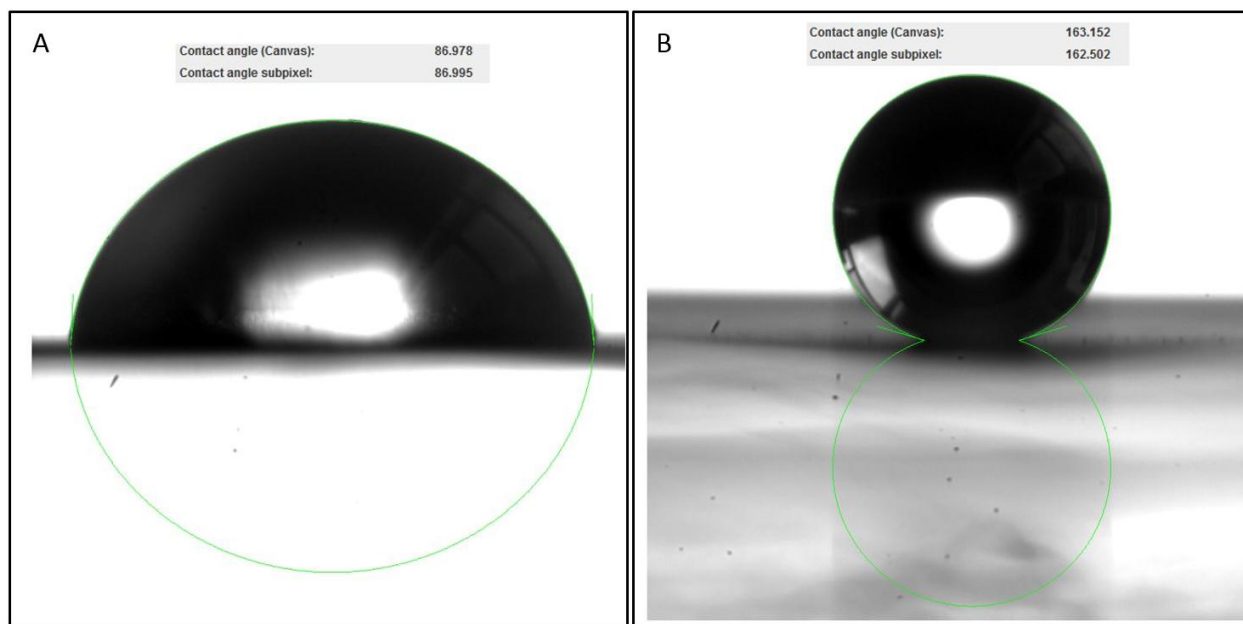 A
Contact angle (Canvas): 86.978
Contact angle subpixel: 86.995
B
Contact angle (Canvas): 163.152
Contact angle subpixel: 162.502